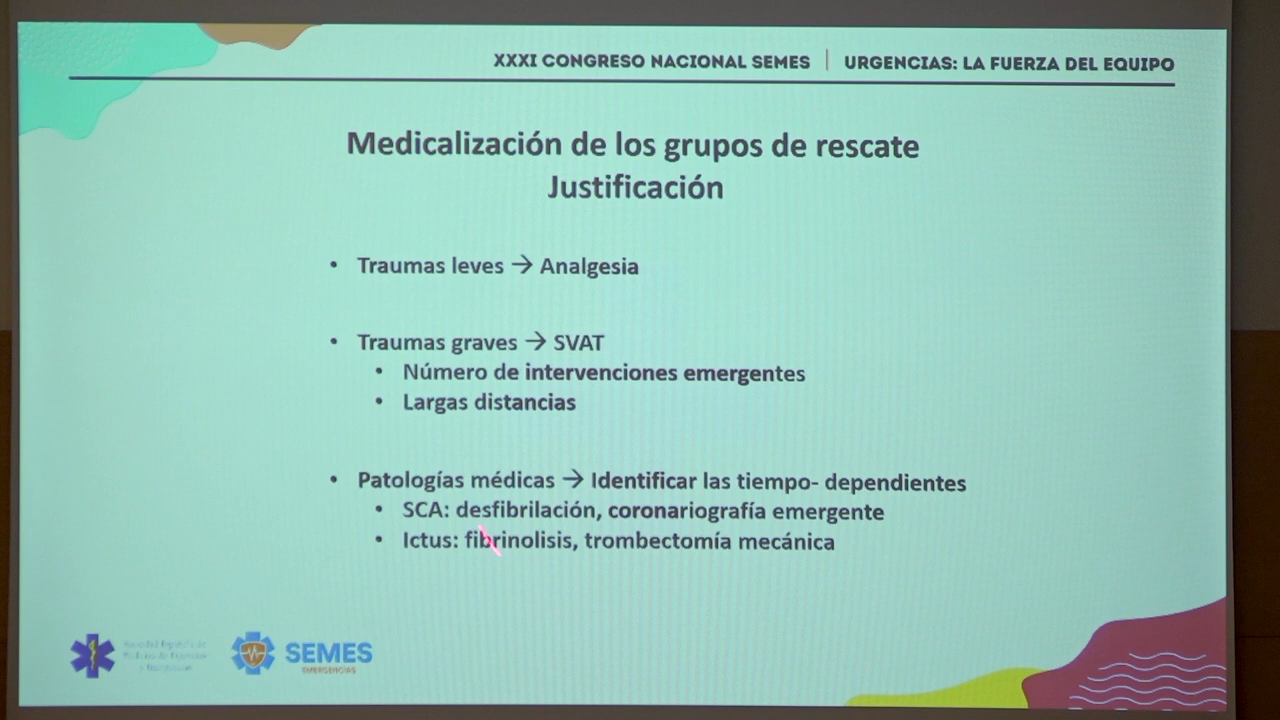 XXXI CONGRESO NACIONAL SEMES | URGENCIAS: LA FUERZA DEL EQUIPO
Medicalización de los grupos de rescate
Justificación
• Traumas leves → Analgesia
• Traumas graves → SVAT
• Número de intervenciones emergentes
• Largas distancias
• Patologías médicas → Identificar las tiempo- dependientes
• SCA: desfibrilación, coronariografía emergente
• Ictus: fibrinolisis, trombectomía mecánica
SEMES
EMERGENCIAS